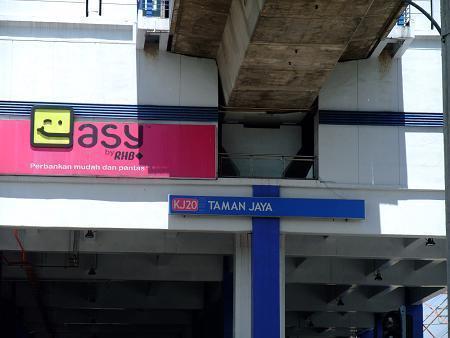 easy
by RHB
Perbankan mudah dan pantas
KJ20 TAMAN JAYA